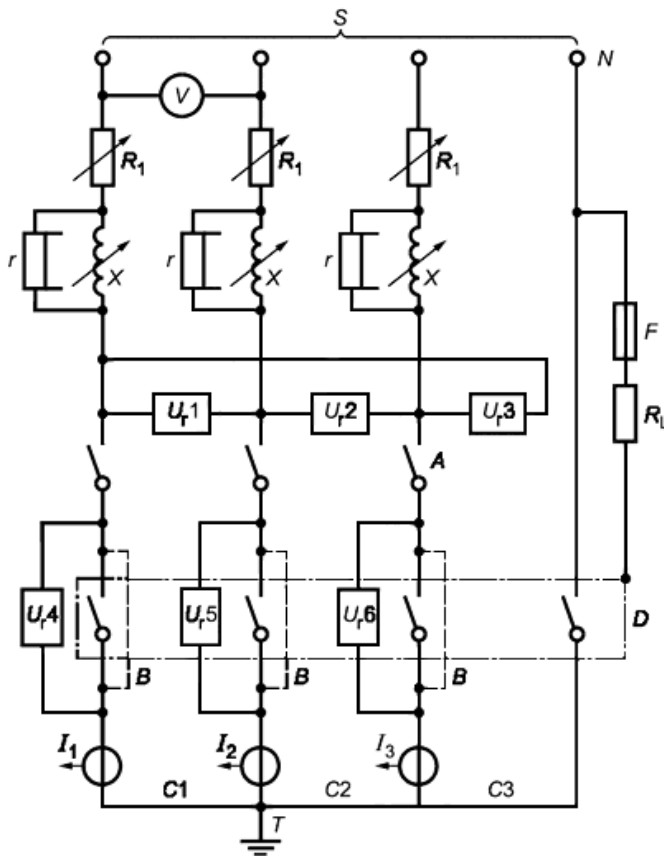 S
N
V
R1 R1 R1
r X r X r X
F
Ur1 Ur2 Ur3 RL
A
Ur4 Ur5 Ur6 D
B B B
I1 I2 I3
C1 C2 C3
T